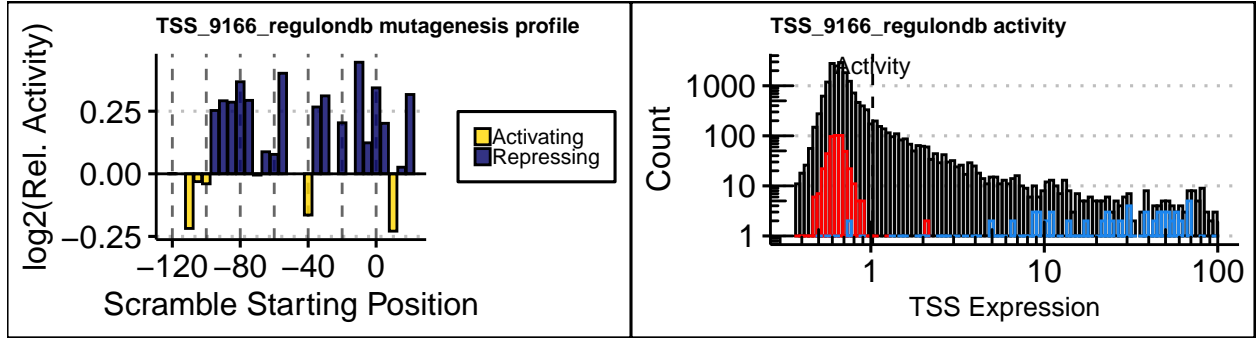 TSS_9166_regulondb mutagenesis profile
log2(Rel. Activity)
0.25
0.00
−0.25
−120
−80
−40
0
Scramble Starting Position
Activating
Repressing
TSS_9166_regulondb activity
Activity
Count
1000
100
10
1
1
10
100
TSS Expression